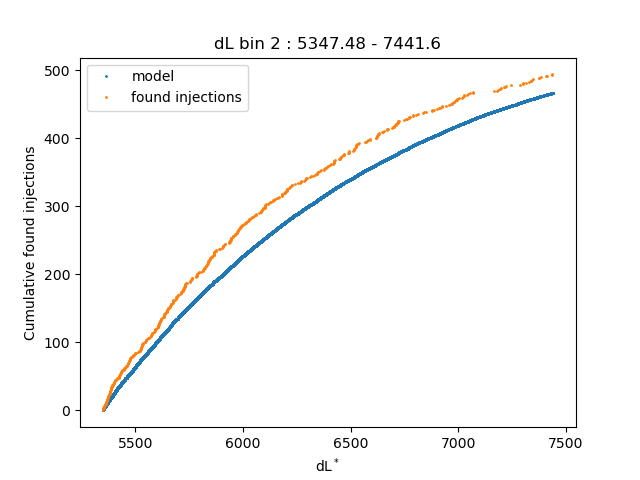 dL bin 2 : 5347.48 - 7441.6
model
found injections
500
400
300
200
100
0
Cumulative found injections
5500 6000 6500 7000 7500
dL*